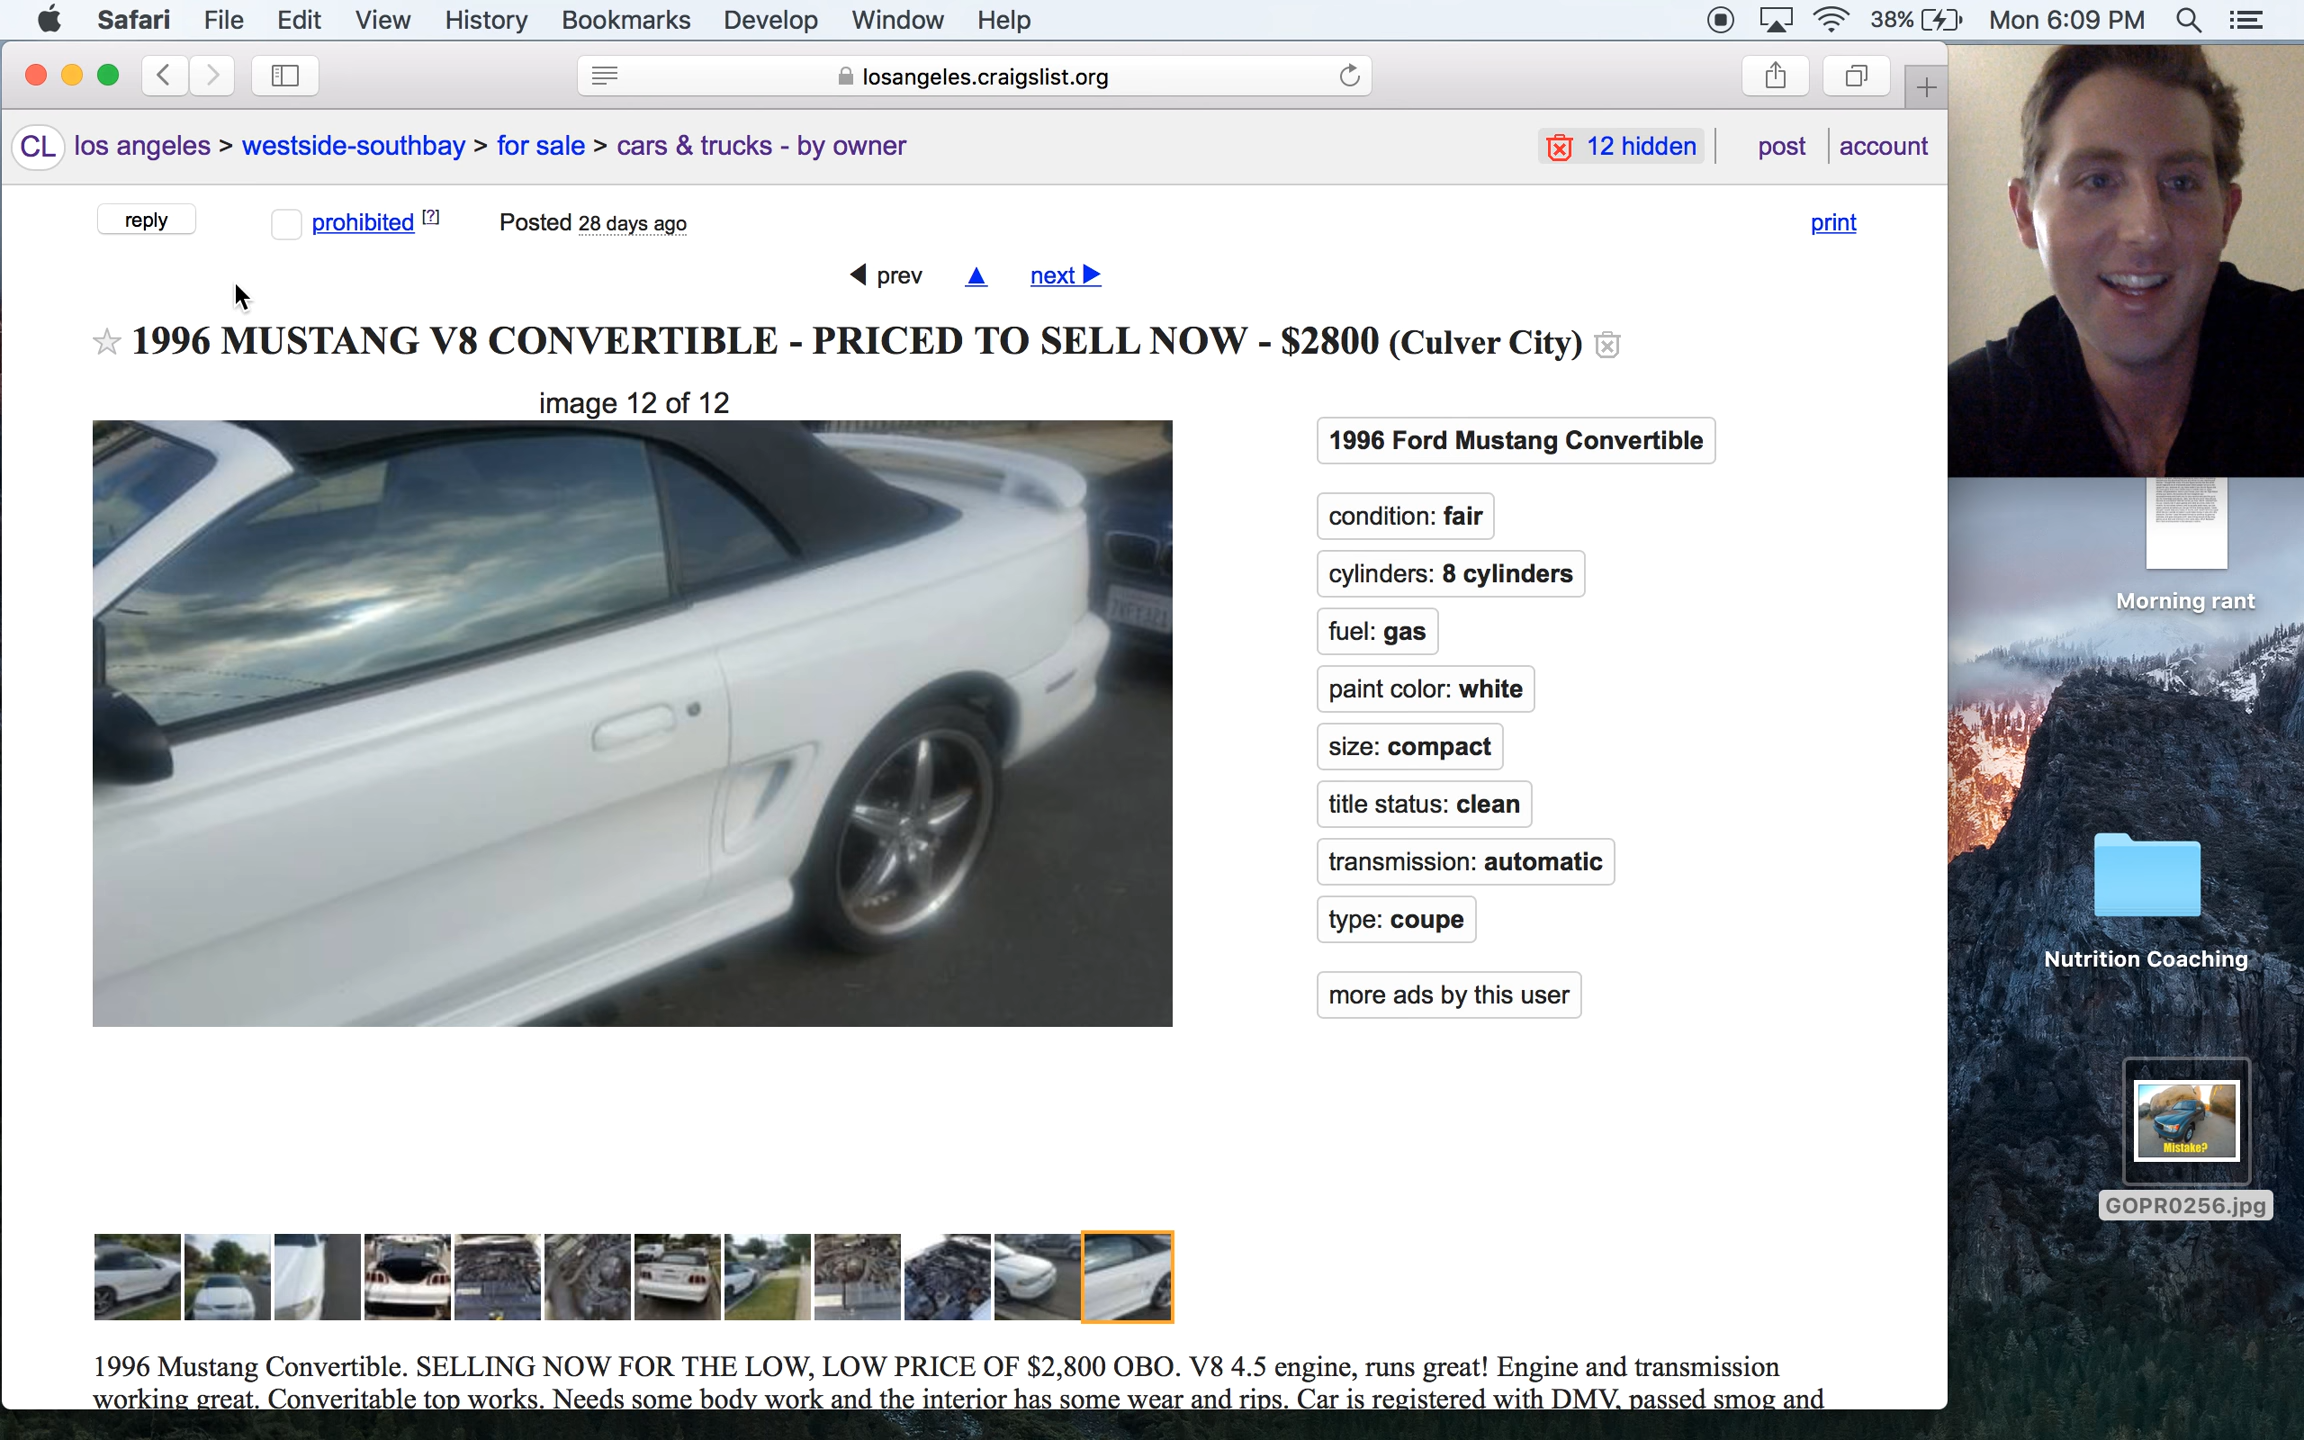 Safari File Edit View History Bookmarks Develop Window Help 38% Mon 6:09 PM
losangeles.craigslist.org
CL los angeles > westside-southbay > for sale > cars & trucks - by owner 12 hidden post account
reply prohibited [?] Posted 28 days ago print
prev next
1996 MUSTANG V8 CONVERTIBLE - PRICED TO SELL NOW - $2800 (Culver City)
image 12 of 12
1996 Ford Mustang Convertible
condition: fair
cylinders: 8 cylinders
fuel: gas
paint color: white
size: compact
title status: clean
transmission: automatic
type: coupe
more ads by this user
1996 Mustang Convertible. SELLING NOW FOR THE LOW, LOW PRICE OF $2,800 OBO. V8 4.5 engine, runs great! Engine and transmission
working great. Converitable top works. Needs some body work and the interior has some wear and rips. Car is registered with DMV, passed smog and
Morning rant
Nutrition Coaching
Mistake?
GOPR0256.jpg